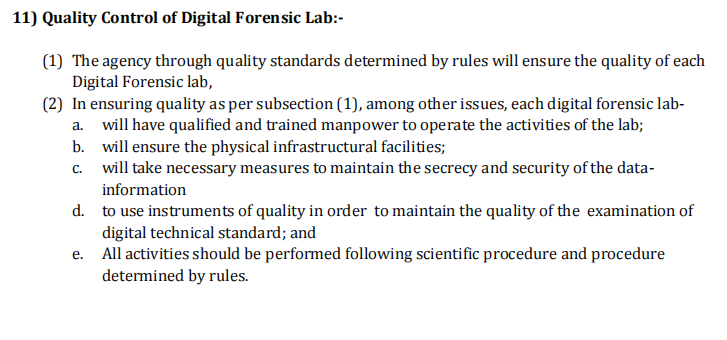 11) Quality Control of Digital Forensic Lab:-
(1) The agency through quality standards determined by rules will ensure the quality of each
Digital Forensic lab,
(2) In ensuring quality as per subsection (1), among other issues, each digital forensic lab-
a. will have qualified and trained manpower to operate the activities of the lab;
b. will ensure the physical infrastructural facilities;
c. will take necessary measures to maintain the secrecy and security of the data-
information
d. to use instruments of quality in order to maintain the quality of the examination of
digital technical standard; and
e. All activities should be performed following scientific procedure and procedure
determined by rules.